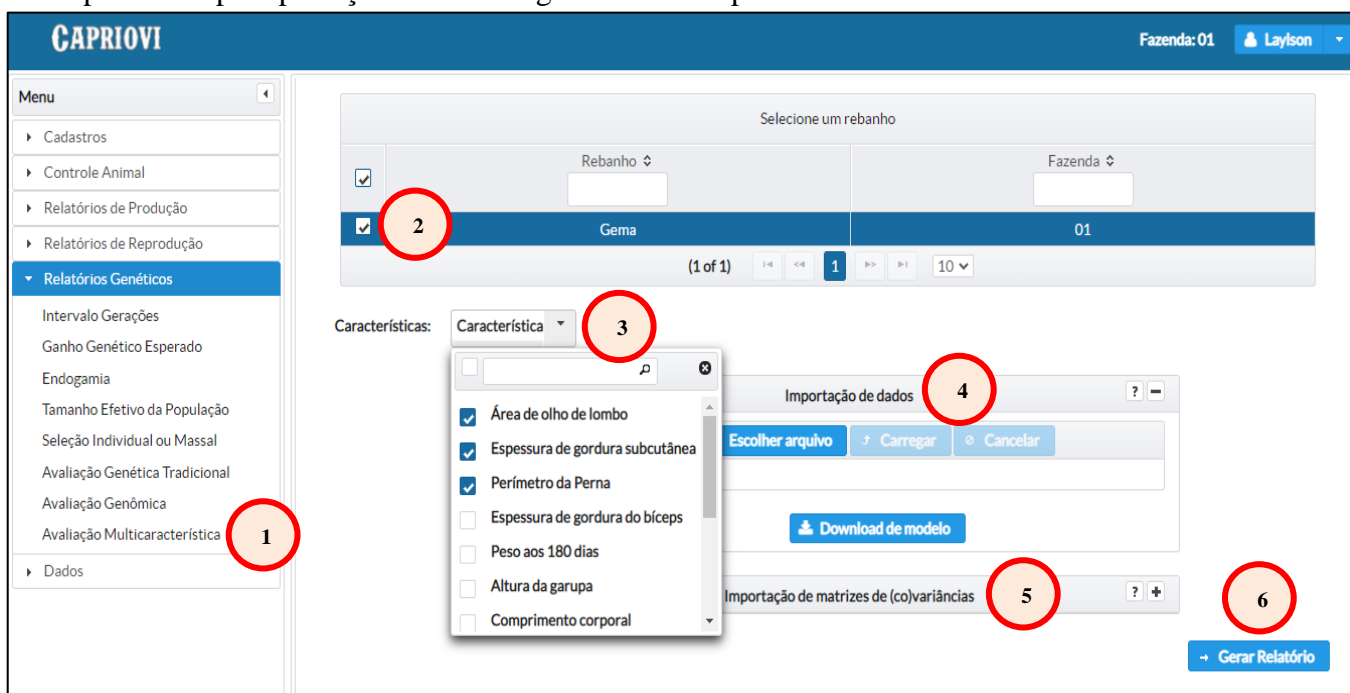 CAPRIOVI
Fazenda: 01
Laylson
Menu
Cadastros
Controle Animal
Relatórios de Produção
Relatórios de Reprodução
Relatórios Genéticos
Intervalo Gerações
Ganho Genético Esperado
Endogamia
Tamanho Efetivo da População
Seleção Individual ou Massal
Avaliação Genética Tradicional
Avaliação Genômica
Avaliação Multicaracterística
1
Dados
Selecione um rebanho
Rebanho
Fazenda
2
Gema
01
(1 of 1)
1
10
Características:
Característica
3
Área de olho de lombo
Espessura de gordura subcutânea
Perímetro da Perna
Espessura de gordura do bíceps
Peso aos 180 dias
Altura da garupa
Comprimento corporal
Importação de dados
4
?
Escolher arquivo
Carregar
Cancelar
Download de modelo
Importação de matrizes de (co)variâncias
5
?
6
Gerar Relatório